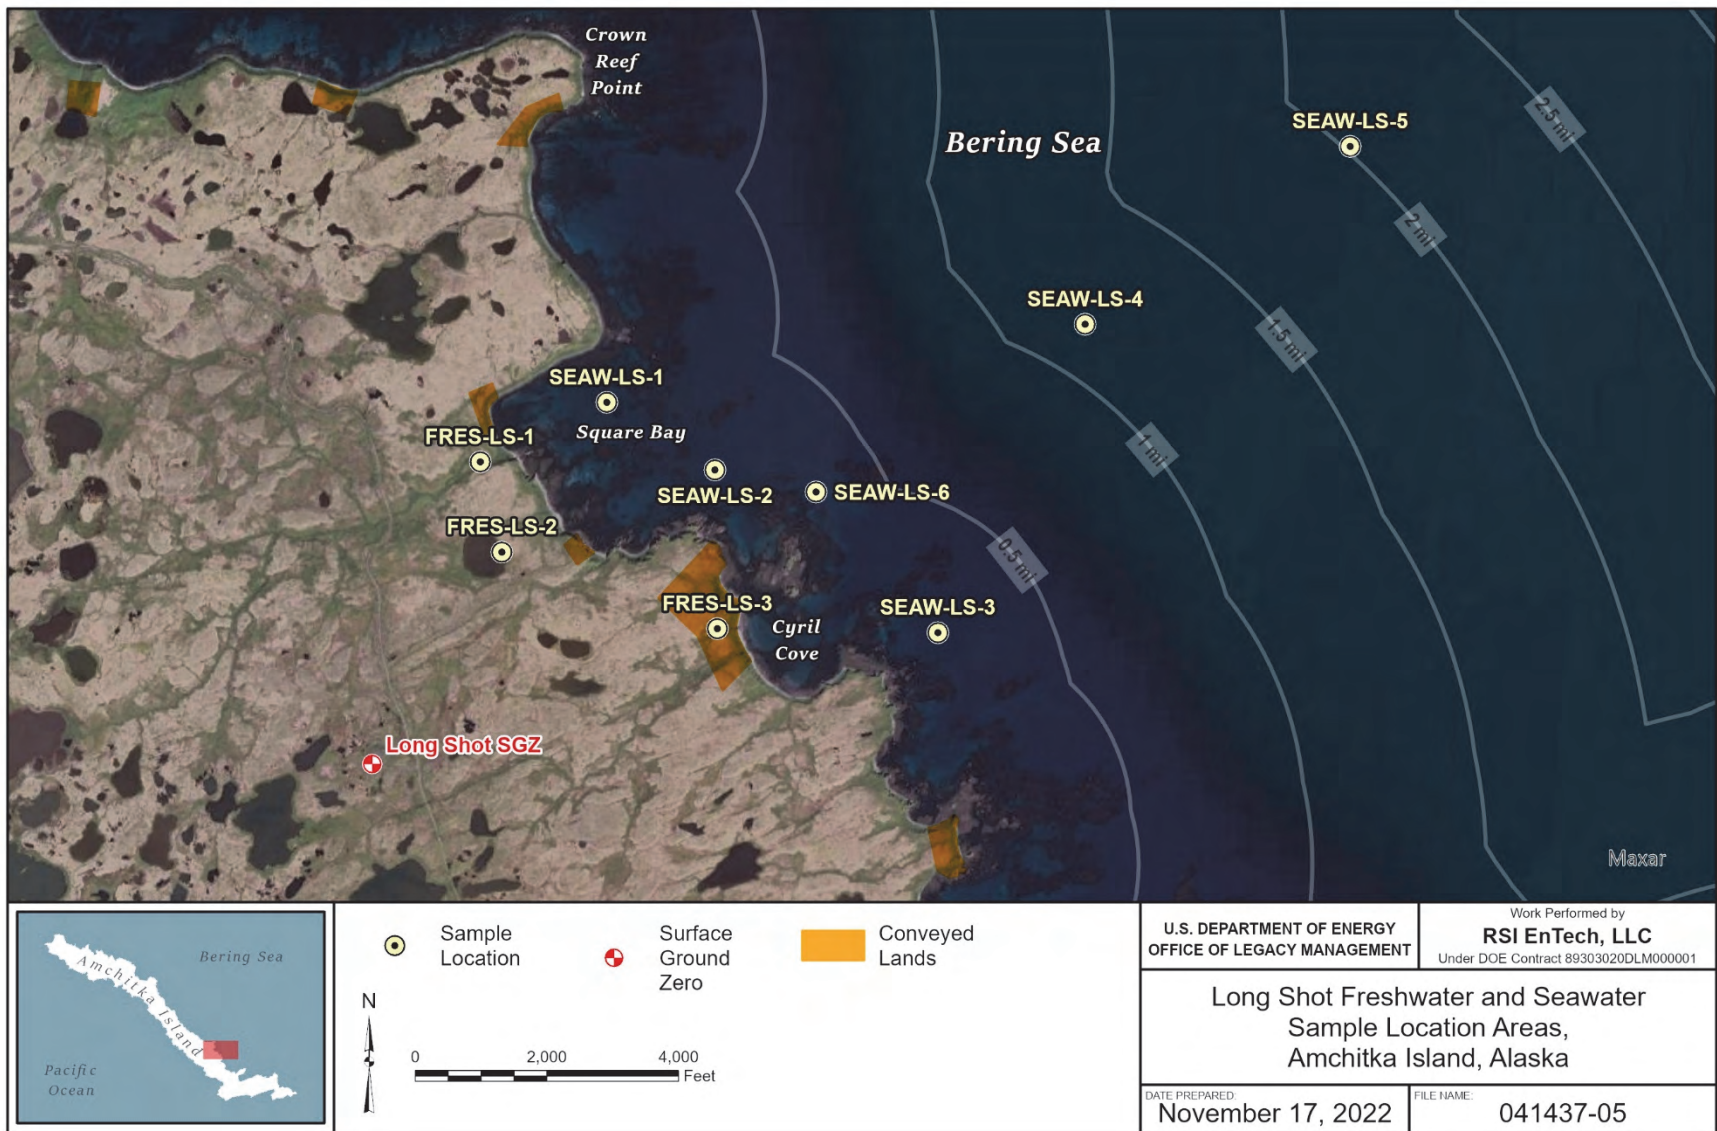 Crown
Reef
Point
Bering Sea
SEAW-LS-5
2.5 mi
2 mi
SEAW-LS-4
1.5 mi
SEAW-LS-1
Square Bay
FRES-LS-1
1 mi
SEAW-LS-2
SEAW-LS-6
FRES-LS-2
0.5 mi
FRES-LS-3
SEAW-LS-3
Cyril
Cove
Long Shot SGZ
Maxar
Bering Sea
Amchitka Island
Pacific
Ocean
Sample
Location
Surface
Ground
Zero
Conveyed
Lands
N
0 2,000 4,000
Feet
U.S. DEPARTMENT OF ENERGY
OFFICE OF LEGACY MANAGEMENT
Work Performed by
RSI EnTech, LLC
Under DOE Contract 89303020DLM000001
Long Shot Freshwater and Seawater
Sample Location Areas,
Amchitka Island, Alaska
DATE PREPARED:
November 17, 2022
FILE NAME:
041437-05